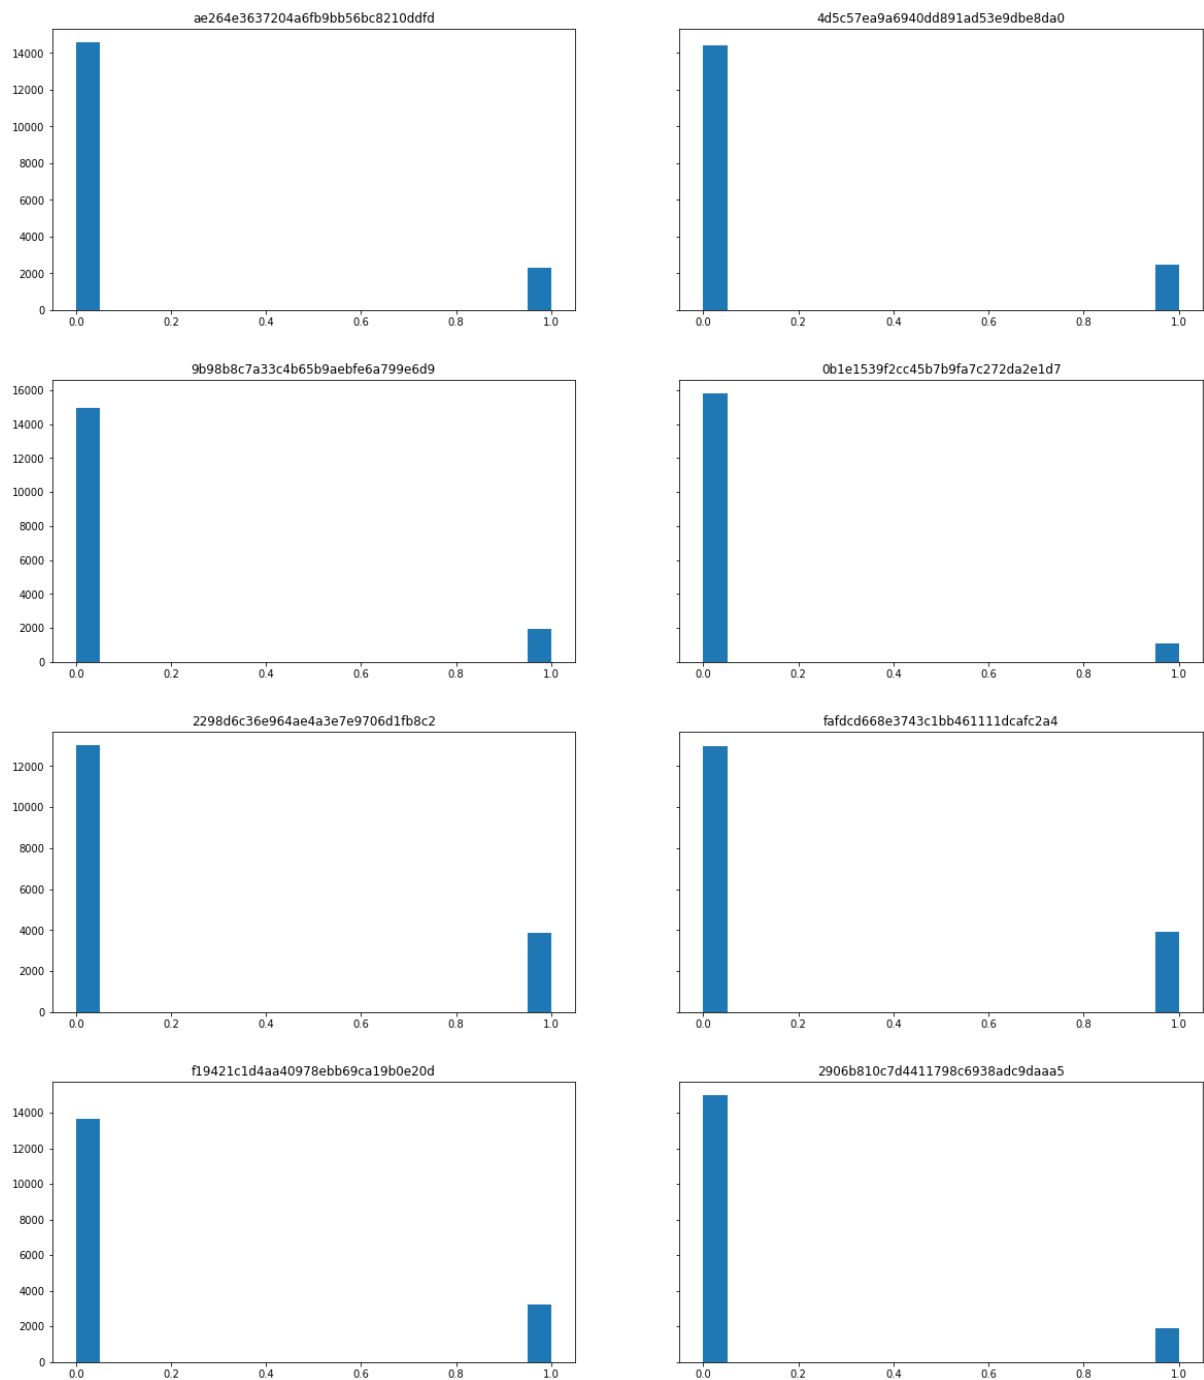 ae264e3637204a6fb9bb56bc8210ddfd
14000
12000
10000
8000
6000
4000
2000
0
0.0 0.2 0.4 0.6 0.8 1.0
4d5c57ea9a6940dd891ad53e9dbe8da0
0.0 0.2 0.4 0.6 0.8 1.0
9b98b8c7a33c4b65b9aebfe6a799e6d9
16000
14000
12000
10000
8000
6000
4000
2000
0
0.0 0.2 0.4 0.6 0.8 1.0
0b1e1539f2cc45b7b9fa7c272da2e1d7
0.0 0.2 0.4 0.6 0.8 1.0
2298d6c36e964ae4a3e7e9706d1fb8c2
12000
10000
8000
6000
4000
2000
0
0.0 0.2 0.4 0.6 0.8 1.0
fafdcd668e3743c1bb461111dcafc2a4
0.0 0.2 0.4 0.6 0.8 1.0
f19421c1d4aa40978ebb69ca19b0e20d
14000
12000
10000
8000
6000
4000
2000
0
0.0 0.2 0.4 0.6 0.8 1.0
2906b810c7d4411798c6938adc9daaa5
0.0 0.2 0.4 0.6 0.8 1.0